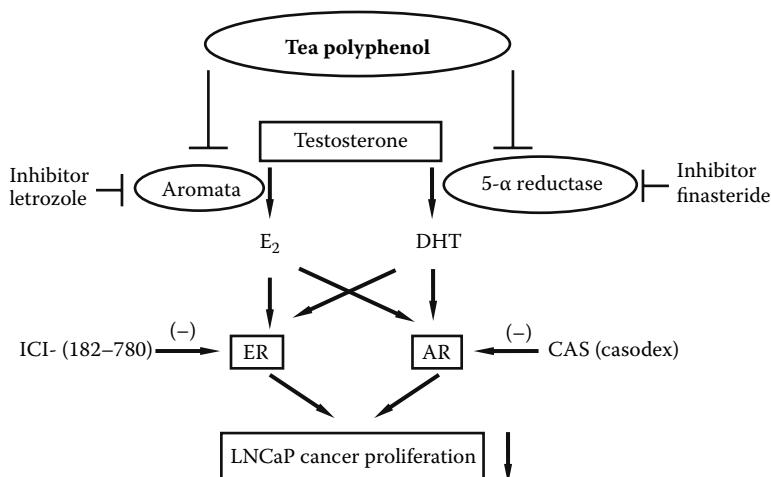 Tea polyphenol
Testosterone
Inhibitor
letrozole
Aromata
5-α reductase
Inhibitor
finasteride
E₂
DHT
(–)
(–)
ICI- (182–780)
ER
AR
CAS (casodex)
LNCaP cancer proliferation